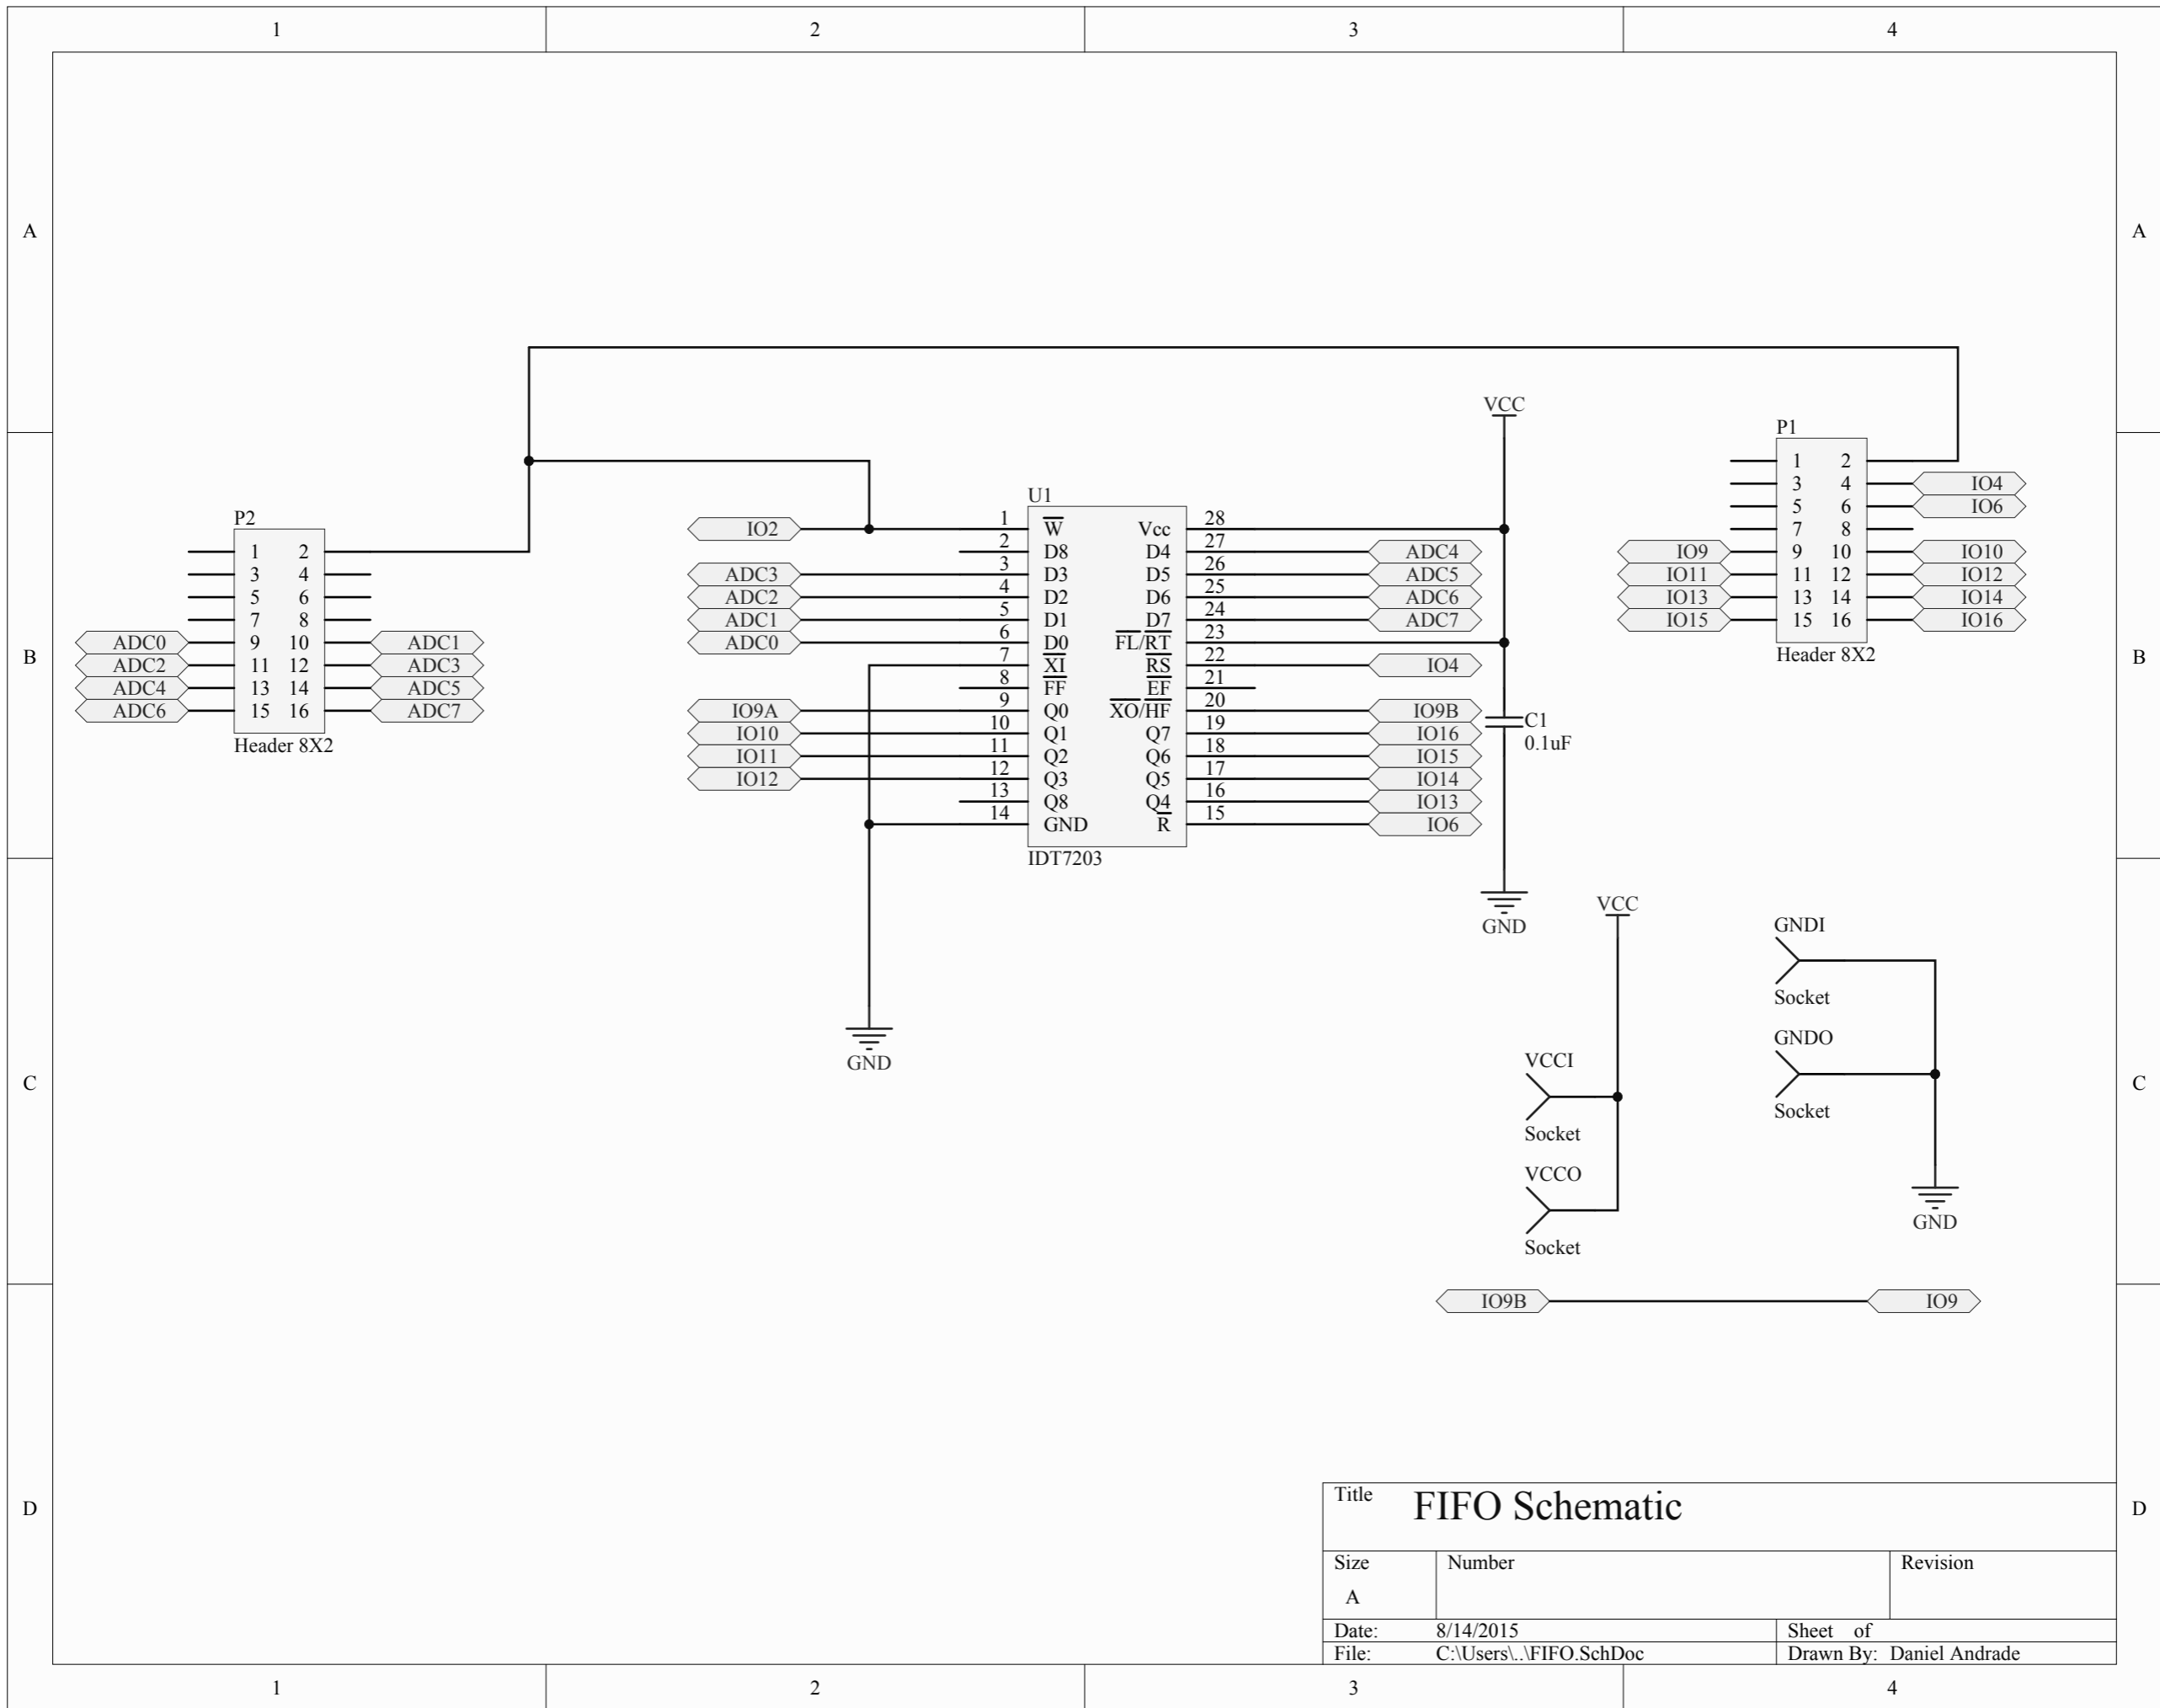 1 2 3 4
A A
VCC
P1
1 2
3 4 IO4
5 6 IO6
7 8
IO9 9 10 IO10
IO11 11 12 IO12
IO13 13 14 IO14
IO15 15 16 IO16
Header 8X2
P2
1 2
3 4
5 6
7 8
ADC0 9 10 ADC1
ADC2 11 12 ADC3
ADC4 13 14 ADC5
ADC6 15 16 ADC7
Header 8X2
U1
IO2 1 W Vcc 28
2 D8 D4 27 ADC4
ADC3 3 D3 D5 26 ADC5
ADC2 4 D2 D6 25 ADC6
ADC1 5 D1 D7 24 ADC7
ADC0 6 D0 FL/RT 23
7 XI RS 22 IO4
8 FF EF 21
IO9A 9 Q0 XO/HF 20 IO9B
IO10 10 Q1 Q7 19 IO16
IO11 11 Q2 Q6 18 IO15
IO12 12 Q3 Q5 17 IO14
13 Q8 Q4 16 IO13
14 GND R 15 IO6
IDT7203
C1
0.1uF
B B
GND
GND
VCC
GNDI
Socket
GNDO
Socket
VCCI
Socket
VCCO
Socket
GND
C C
IO9B IO9
D D
Title FIFO Schematic
Size Number Revision
A
Date: 8/14/2015 Sheet of
File: C:\Users\..\FIFO.SchDoc Drawn By: Daniel Andrade
1 2 3 4